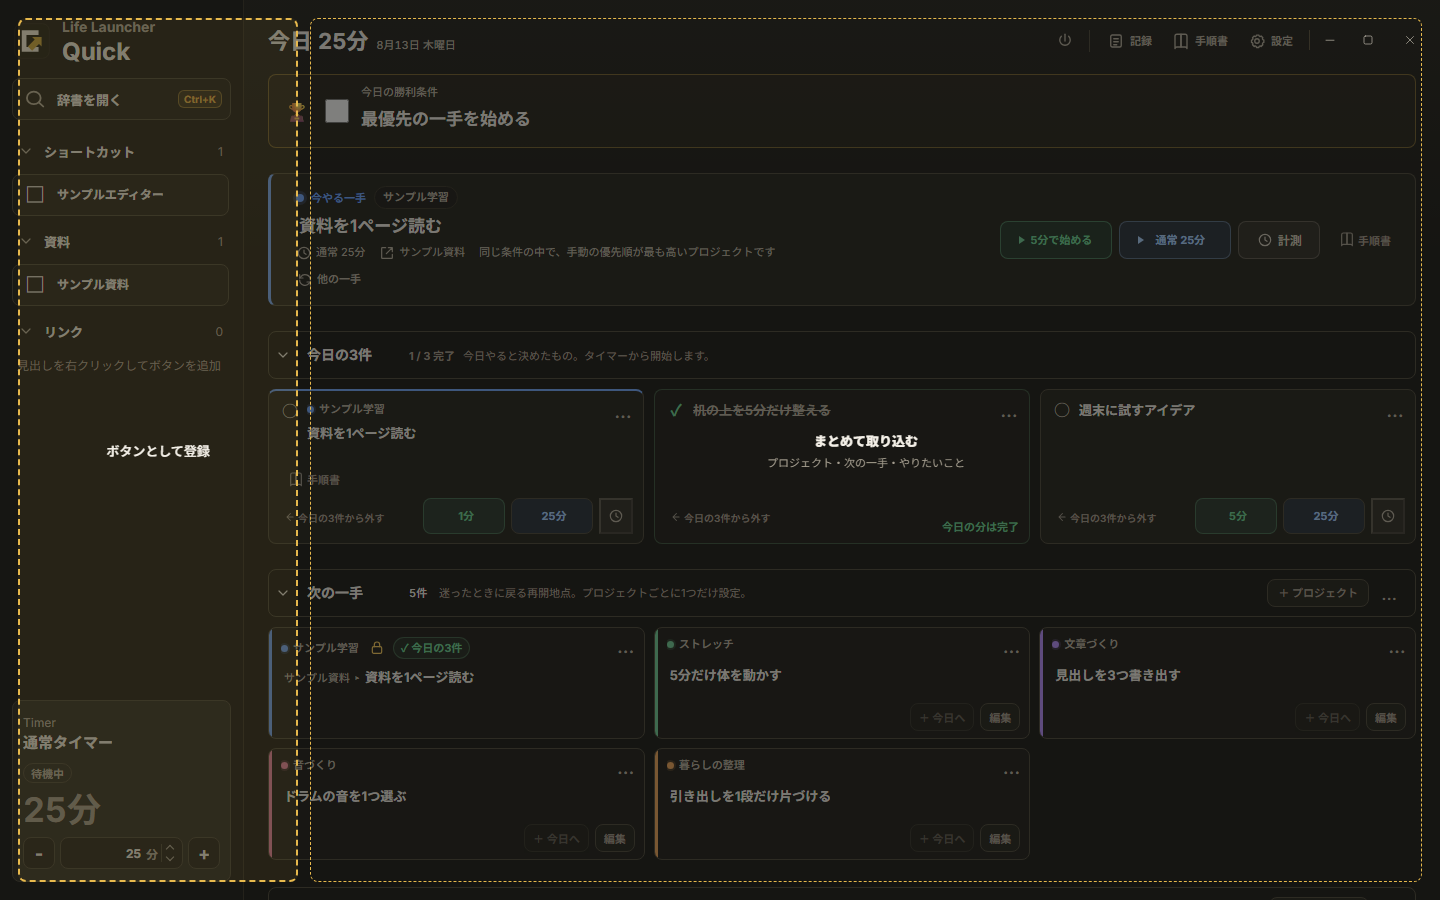 Life Launcher
Quick
辞書を開く Ctrl+K
ショートカット 1
サンプルエディター
資料 1
サンプル資料
リンク 0
見出しを右クリックしてボタンを追加
ボタンとして登録
Timer
通常タイマー
待機中
25分
- 25 分 +
今日 25分 8月13日 木曜日
記録 手順書 設定
今日の勝利条件
最優先の一手を始める
今やる一手 サンプル学習
資料を1ページ読む
通常 25分 サンプル資料 同じ条件の中で、手動の優先順が最も高いプロジェクトです
他の一手
5分で始める 通常 25分 計測 手順書
今日の3件 1 / 3 完了 今日やると決めたもの。タイマーから開始します。
サンプル学習 ...
資料を1ページ読む
手順書
← 今日の3件から外す 1分 25分
✓ 机の上を5分だけ整える ...
まとめて取り込む
プロジェクト・次の一手・やりたいこと
← 今日の3件から外す 今日の分は完了
週末に試すアイデア ...
← 今日の3件から外す 5分 25分
次の一手 5件 迷ったときに戻る再開地点。プロジェクトごとに1つだけ設定。 + プロジェクト ...
サンプル学習 ✓ 今日の3件 ...
サンプル資料 ▸ 資料を1ページ読む
ストレッチ ...
5分だけ体を動かす
+ 今日へ 編集
文章づくり ...
見出しを3つ書き出す
+ 今日へ 編集
音づくり ...
ドラムの音を1つ選ぶ
+ 今日へ 編集
暮らしの整理 ...
引き出しを1段だけ片づける
+ 今日へ 編集